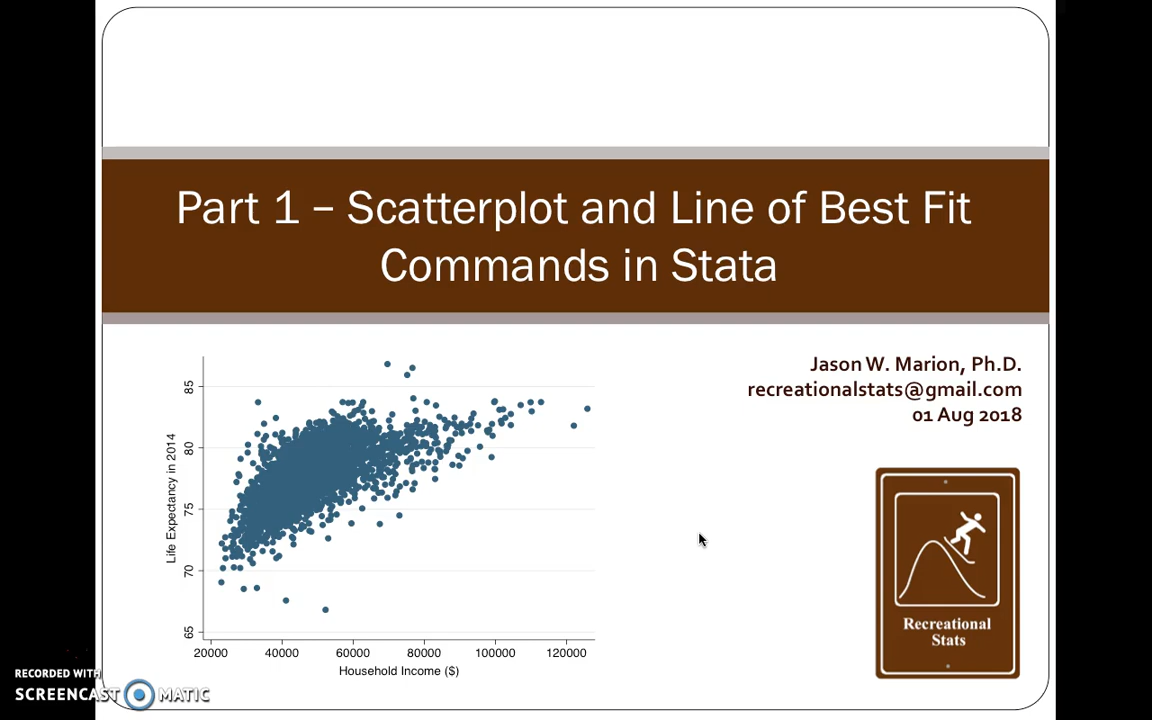 Part 1 – Scatterplot and Line of Best Fit
Commands in Stata
Jason W. Marion, Ph.D.
recreationalstats@gmail.com
01 Aug 2018
Life Expectancy in 2014
85
80
75
70
65
20000 40000 60000 80000 100000 120000
Household Income ($)
Recreational
Stats
RECORDED WITH
SCREENCAST MATIC